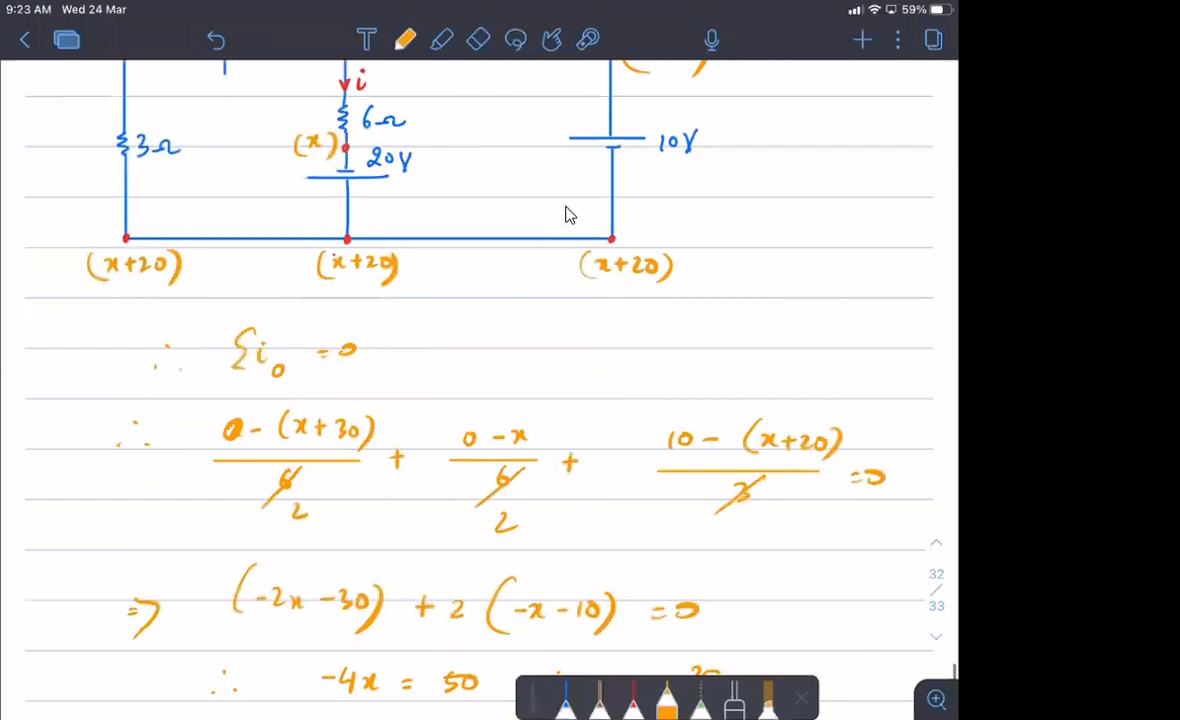 9:23 AM Wed 24 Mar 59%
T
i
6Ω
3Ω
(x)
20V
10V
(x+20) (x+20) (x+20)
∴ Σi₀ = 0
∴ 0 - (x+30)/6 2 + 0 - x/6 2 + 10 - (x+20)/3 = 0
⇒ (-2x - 30) + 2 (-x - 10) = 0
∴ -4x = 50
32
/
33